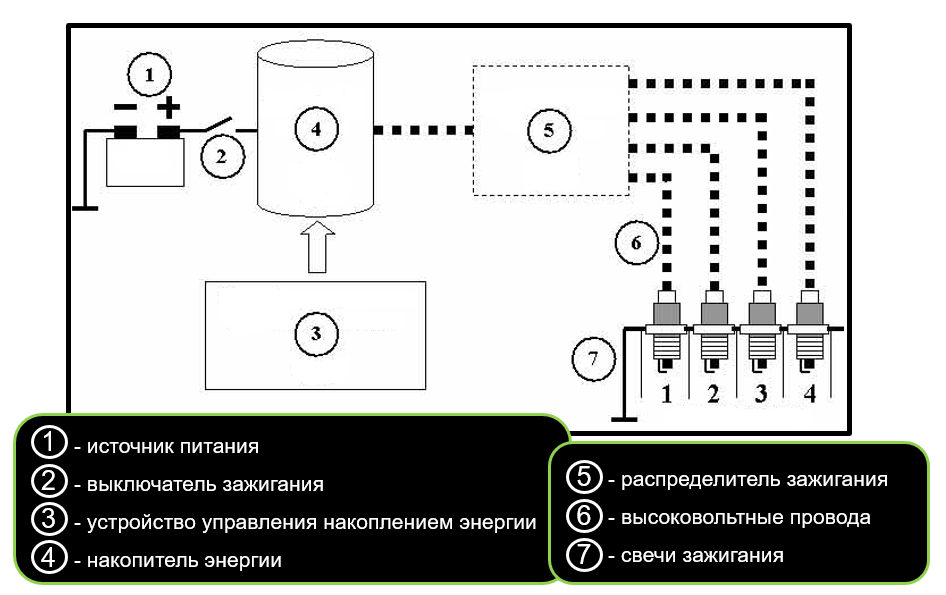 1
− +
2
4
5
6
3
7
1 2 3 4
1 - источник питания
2 - выключатель зажигания
3 - устройство управления накоплением энергии
4 - накопитель энергии
5 - распределитель зажигания
6 - высоковольтные провода
7 - свечи зажигания